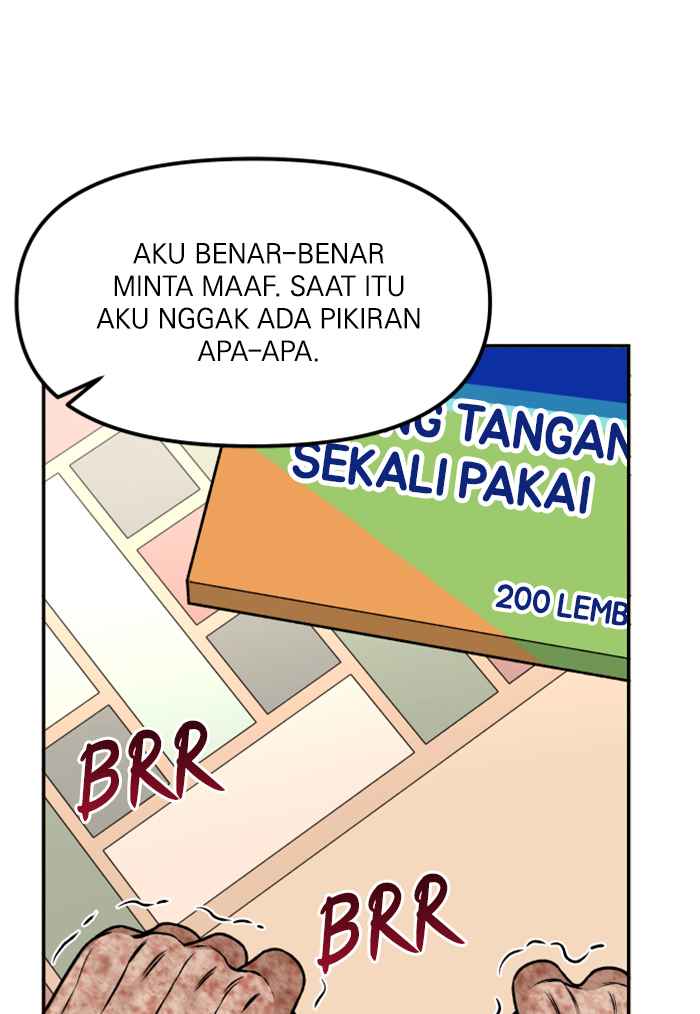 AKU BENAR-BENAR
MINTA MAAF. SAAT ITU
AKU NGGAK ADA PIKIRAN
APA-APA.
TANGAN
SEKALI PAKAI
200 LEMB
BRR
BRR